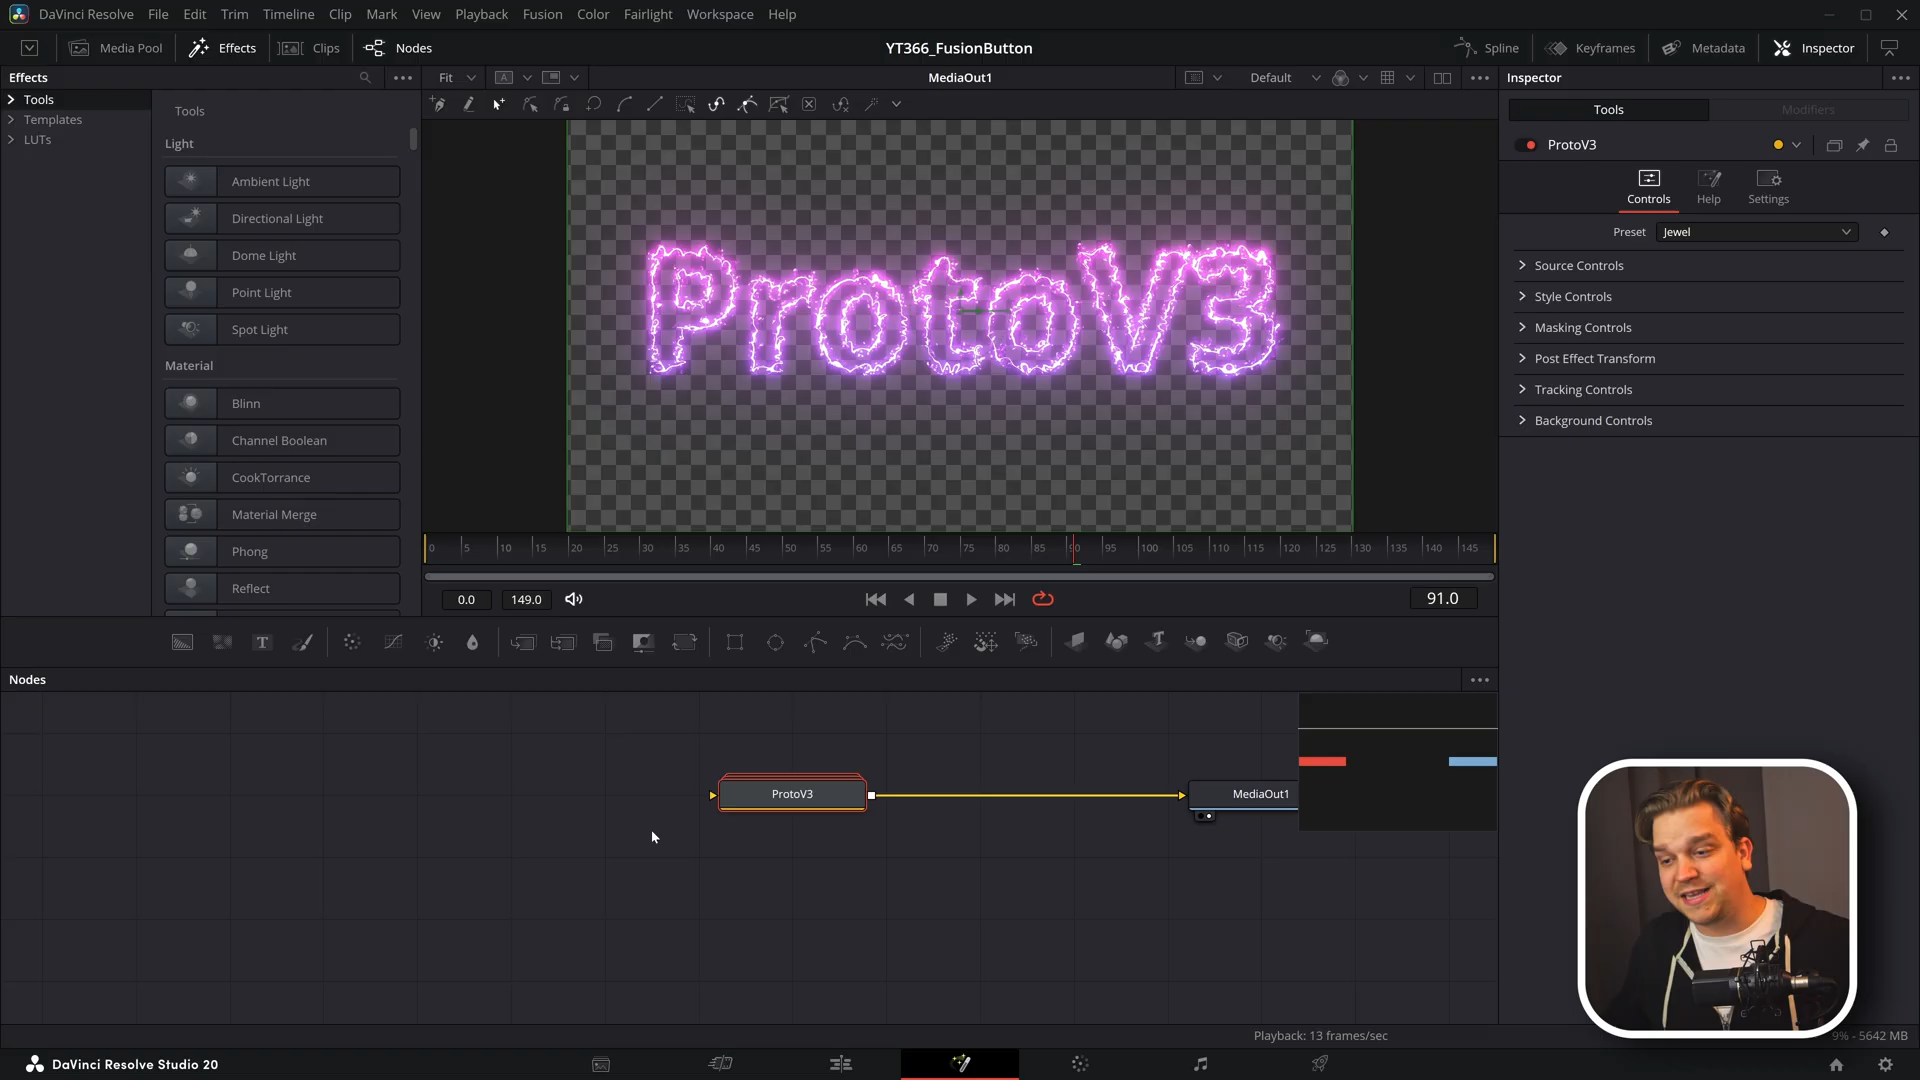 DaVinci Resolve File Edit Trim Timeline Clip Mark View Playback Fusion Color Fairlight Workspace Help
Media Pool Effects Clips Nodes YT366_FusionButton Spline Keyframes Metadata Inspector
Effects Fit A MediaOut1 Default Inspector
Tools
Templates
LUTs
Tools
Light
Ambient Light
Directional Light
Dome Light
Point Light
Spot Light
Material
Blinn
Channel Boolean
CookTorrance
Material Merge
Phong
Reflect
ProtoV3
0 5 10 15 20 25 30 35 40 45 50 55 60 65 70 75 80 85 90 95 100 105 110 115 120 125 130 135 140 145
0.0 149.0 91.0
Tools Modifiers
ProtoV3
Controls Help Settings
Preset Jewel
Source Controls
Style Controls
Masking Controls
Post Effect Transform
Tracking Controls
Background Controls
T T
Nodes
ProtoV3 MediaOut1
Playback: 13 frames/sec 9% - 5642 MB
DaVinci Resolve Studio 20